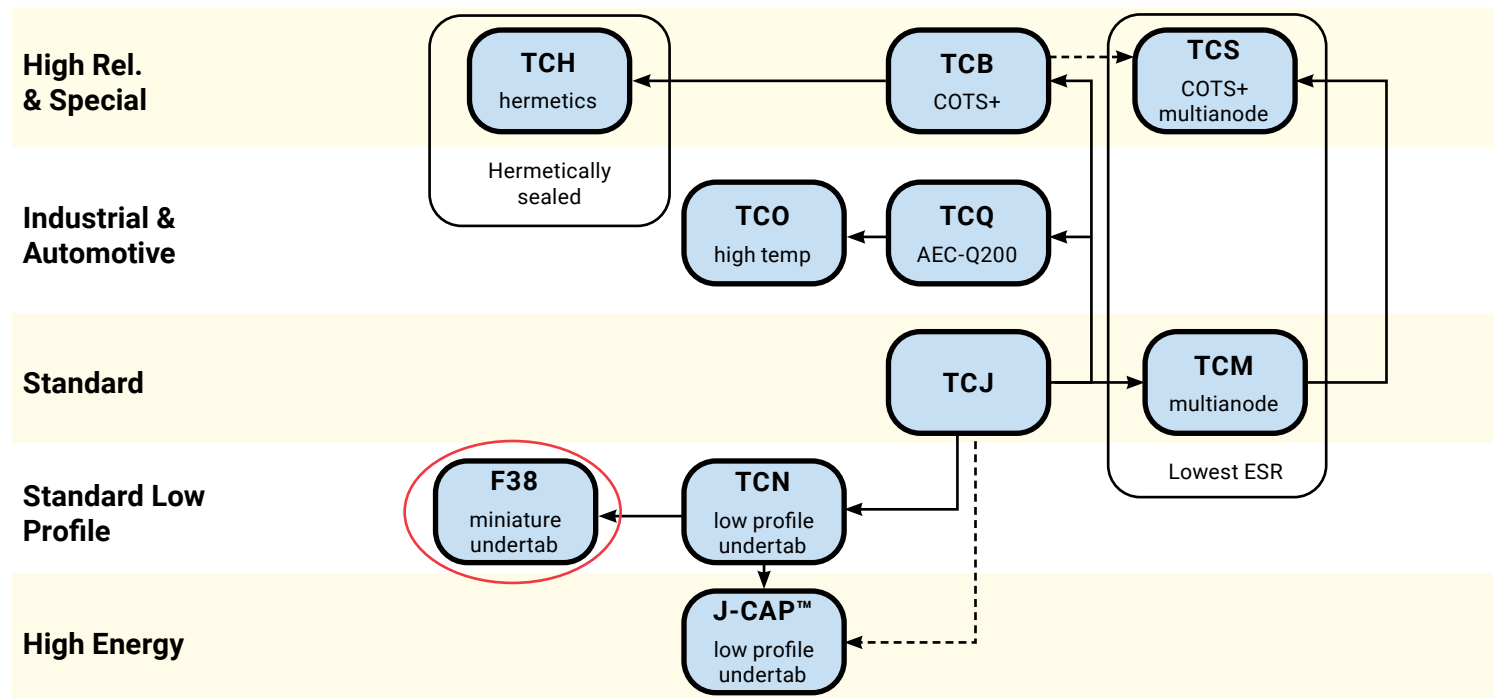 High Rel.
& Special
TCH
hermetics
Hermetically
sealed
TCB
COTS+
TCS
COTS+
multianode
Industrial &
Automotive
TCO
high temp
TCQ
AEC-Q200
Standard
TCJ
TCM
multianode
Lowest ESR
Standard Low
Profile
F38
miniature
undertab
TCN
low profile
undertab
High Energy
J-CAP™
low profile
undertab